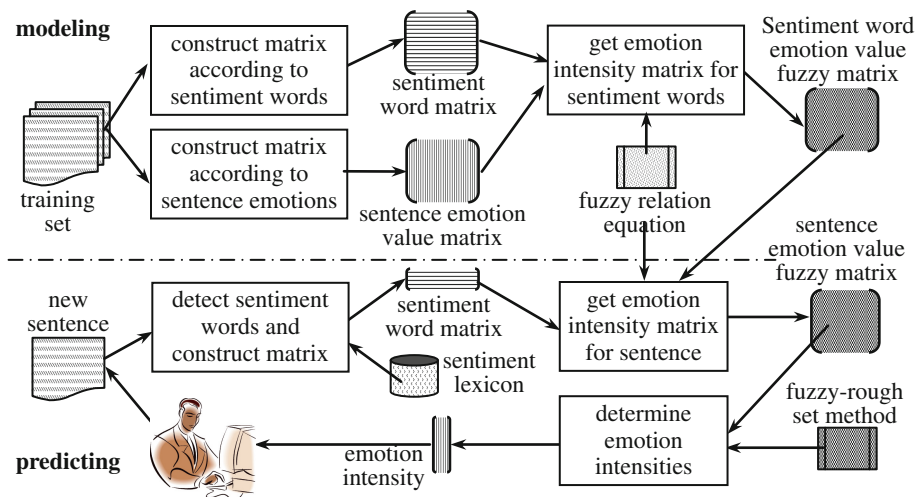 modeling
construct matrix
according to
sentiment words
sentiment
word matrix
get emotion
intensity matrix for
sentiment words
Sentiment word
emotion value
fuzzy matrix
training
set
construct matrix
according to
sentence emotions
sentence emotion
value matrix
fuzzy relation
equation
sentence
emotion value
fuzzy matrix
new
sentence
detect sentiment
words and
construct matrix
sentiment
word matrix
sentiment
lexicon
get emotion
intensity matrix
for sentence
fuzzy-rough
set method
determine
emotion
intensities
emotion
intensity
predicting